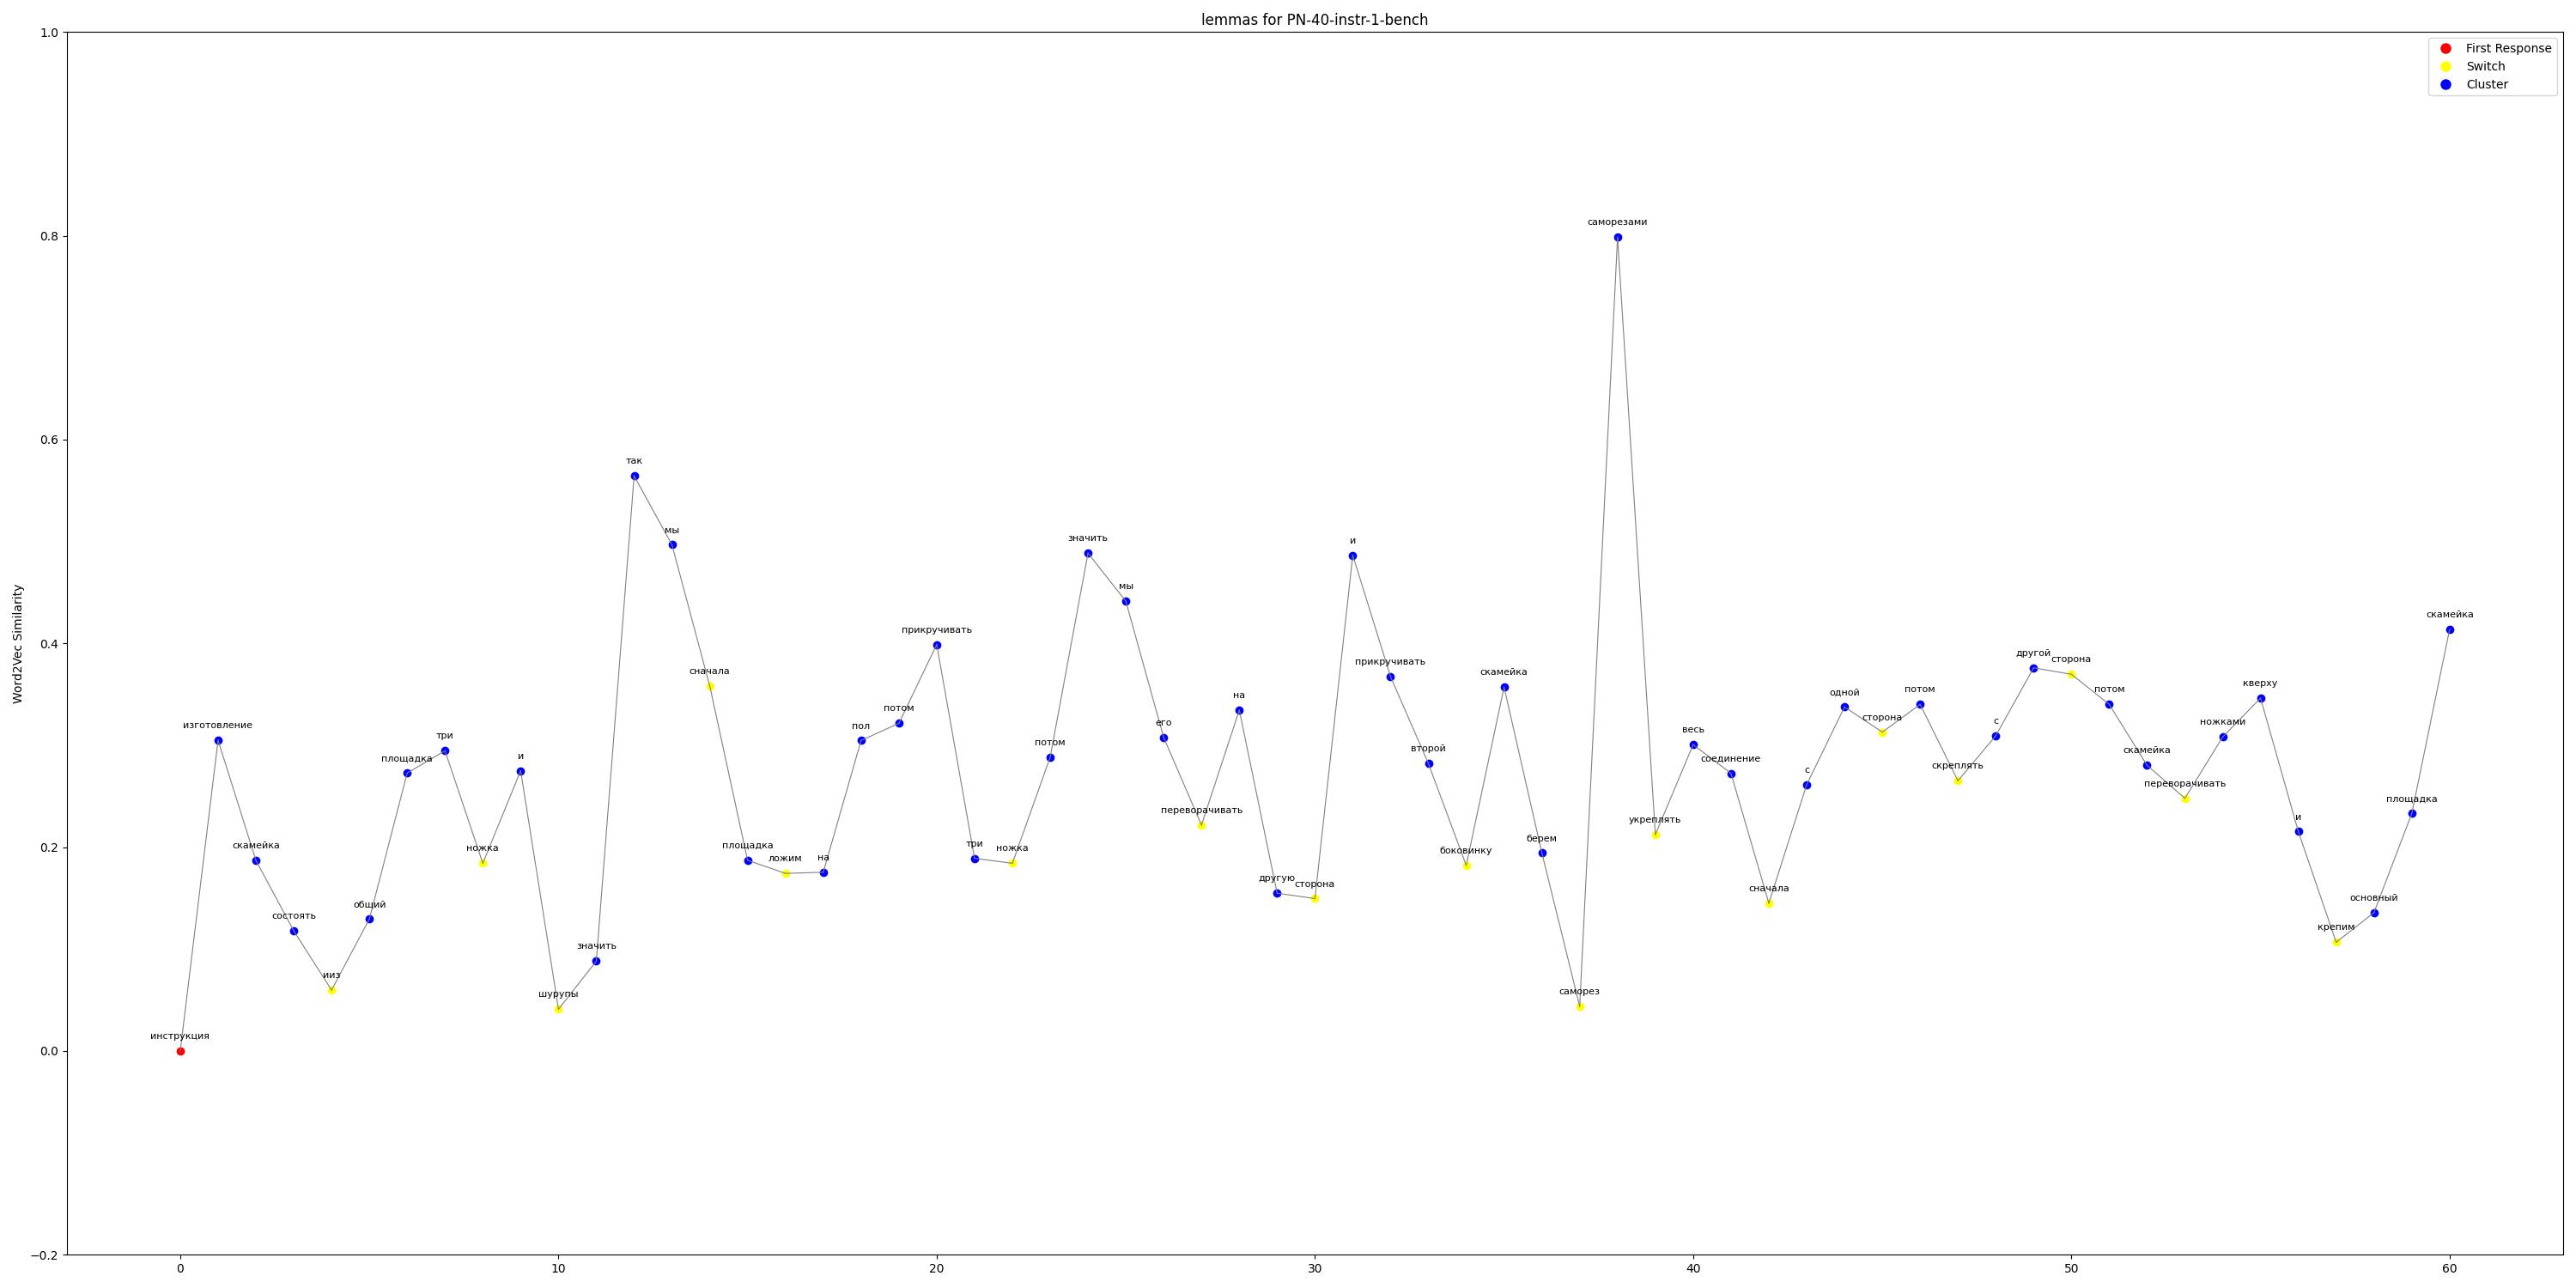 lemmas for PN-40-instr-1-bench
First Response
Switch
Cluster
Word2Vec Similarity
1.0
0.8
0.6
0.4
0.2
0.0
−0.2
инструкция
изготовление
скамейка
состоять
ииз
общий
площадка
три
ножка
и
шурупы
значить
так
мы
сначала
площадка
ложим
на
пол
потом
прикручивать
три
ножка
потом
значить
мы
его
переворачивать
на
другую
сторона
и
прикручивать
второй
боковинку
скамейка
берем
саморез
саморезами
укреплять
весь
соединение
сначала
с
одной
сторона
потом
скреплять
с
другой
сторона
потом
скамейка
переворачивать
ножками
кверху
и
крепим
основный
площадка
скамейка
0 10 20 30 40 50 60